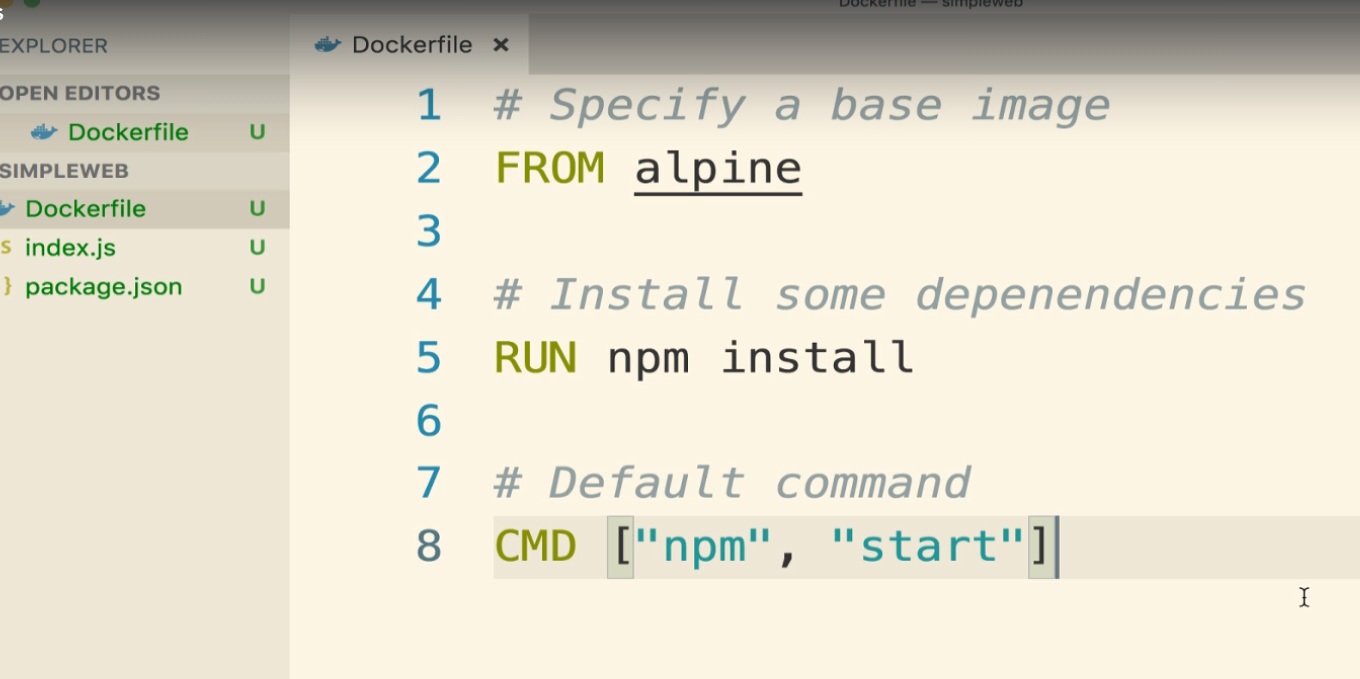 Dockerfile — simpleweb
s
EXPLORER
Dockerfile ×
OPEN EDITORS
Dockerfile U
SIMPLEWEB
Dockerfile U
S index.js U
} package.json U
1 # Specify a base image
2 FROM alpine
3
4 # Install some depenendencies
5 RUN npm install
6
7 # Default command
8 CMD ["npm", "start"]